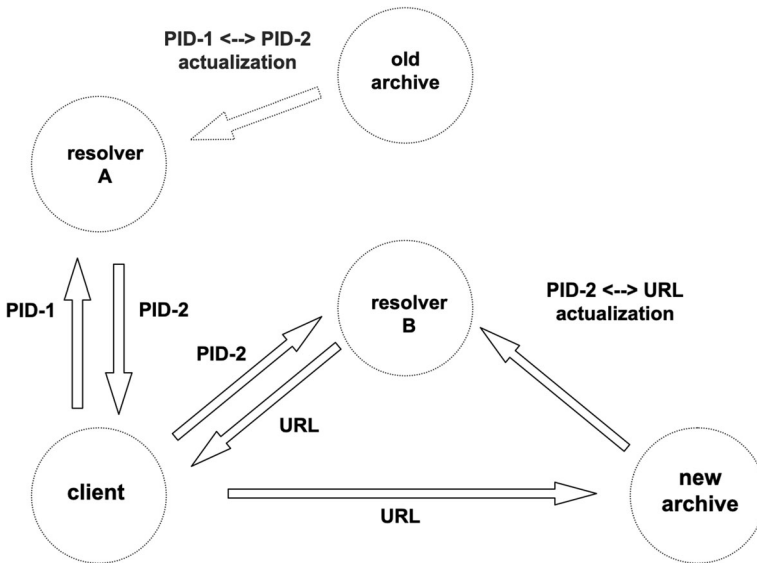 PID-1 <--> PID-2
actualization
old
archive
resolver
A
PID-1
PID-2
resolver
B
PID-2 <--> URL
actualization
PID-2
URL
client
new
archive
URL